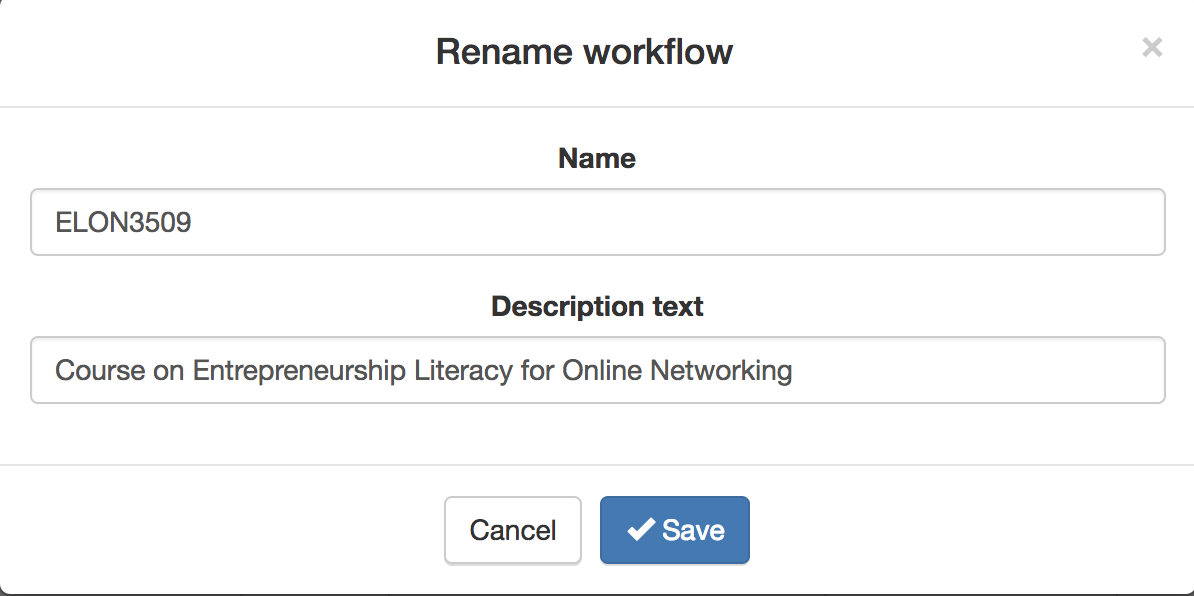 Rename workflow
×
Name
ELON3509
Description text
Course on Entrepreneurship Literacy for Online Networking
Cancel
Save